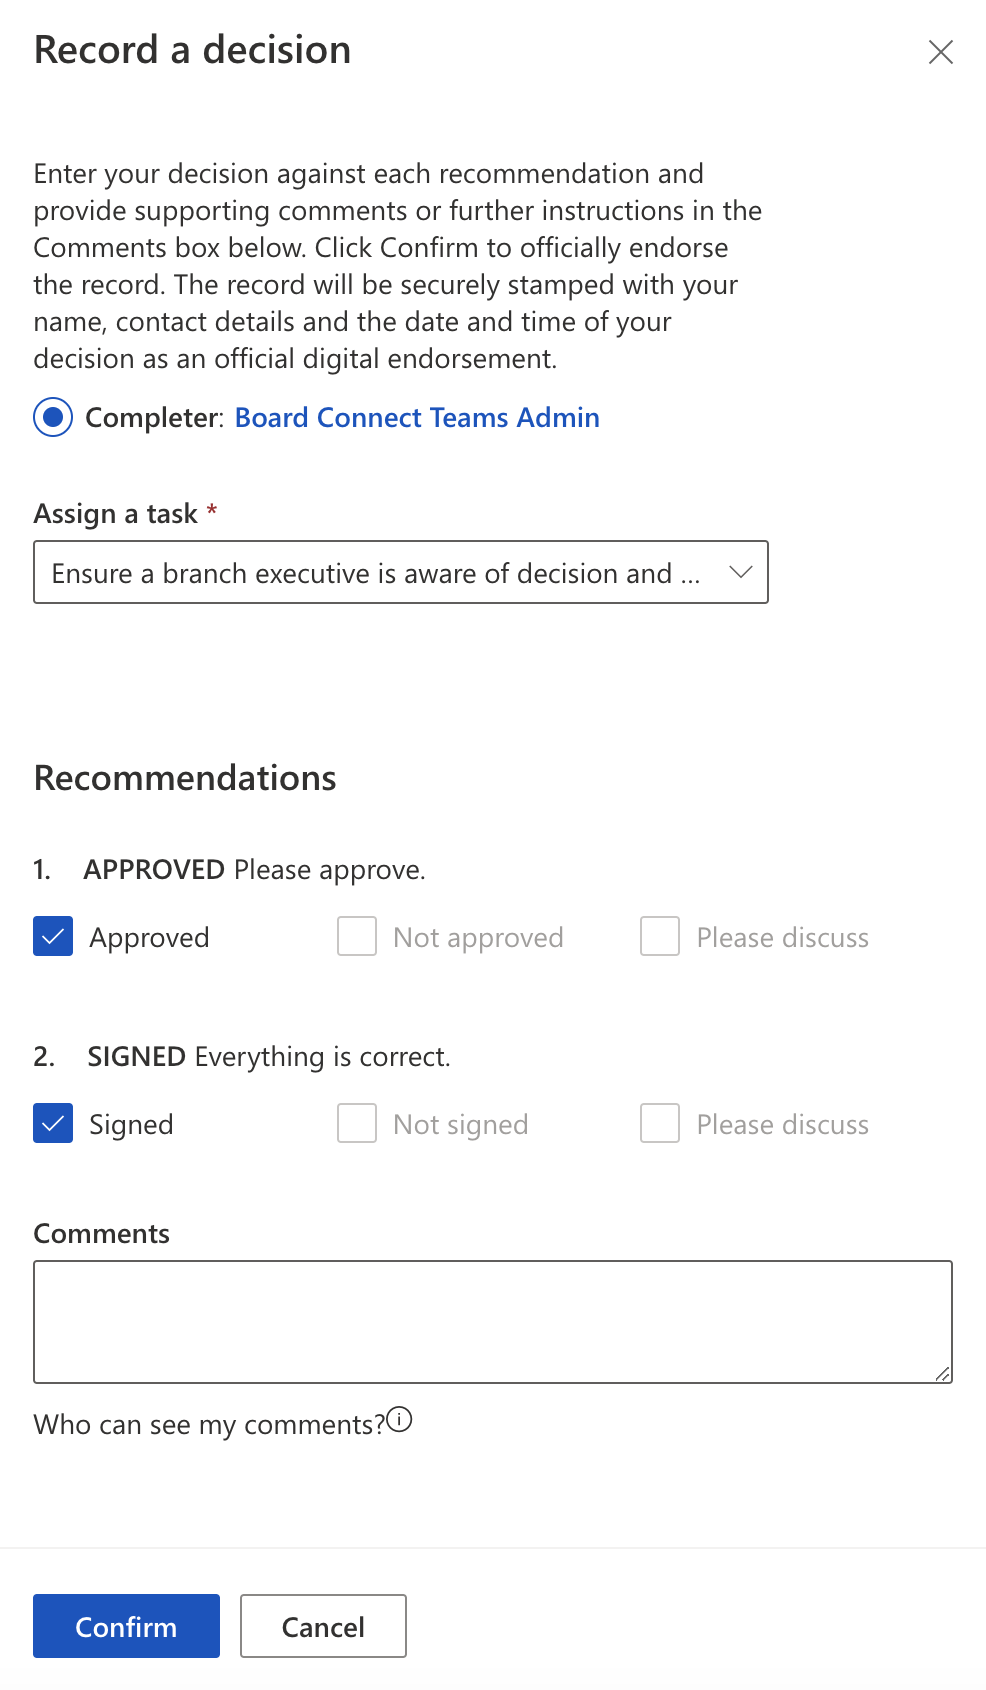 Record a decision
Enter your decision against each recommendation and
provide supporting comments or further instructions in the
Comments box below. Click Confirm to officially endorse
the record. The record will be securely stamped with your
name, contact details and the date and time of your
decision as an official digital endorsement.
Completer: Board Connect Teams Admin
Assign a task *
Ensure a branch executive is aware of decision and ...
Recommendations
1. APPROVED Please approve.
Approved Not approved Please discuss
2. SIGNED Everything is correct.
Signed Not signed Please discuss
Comments
Who can see my comments?
Confirm Cancel